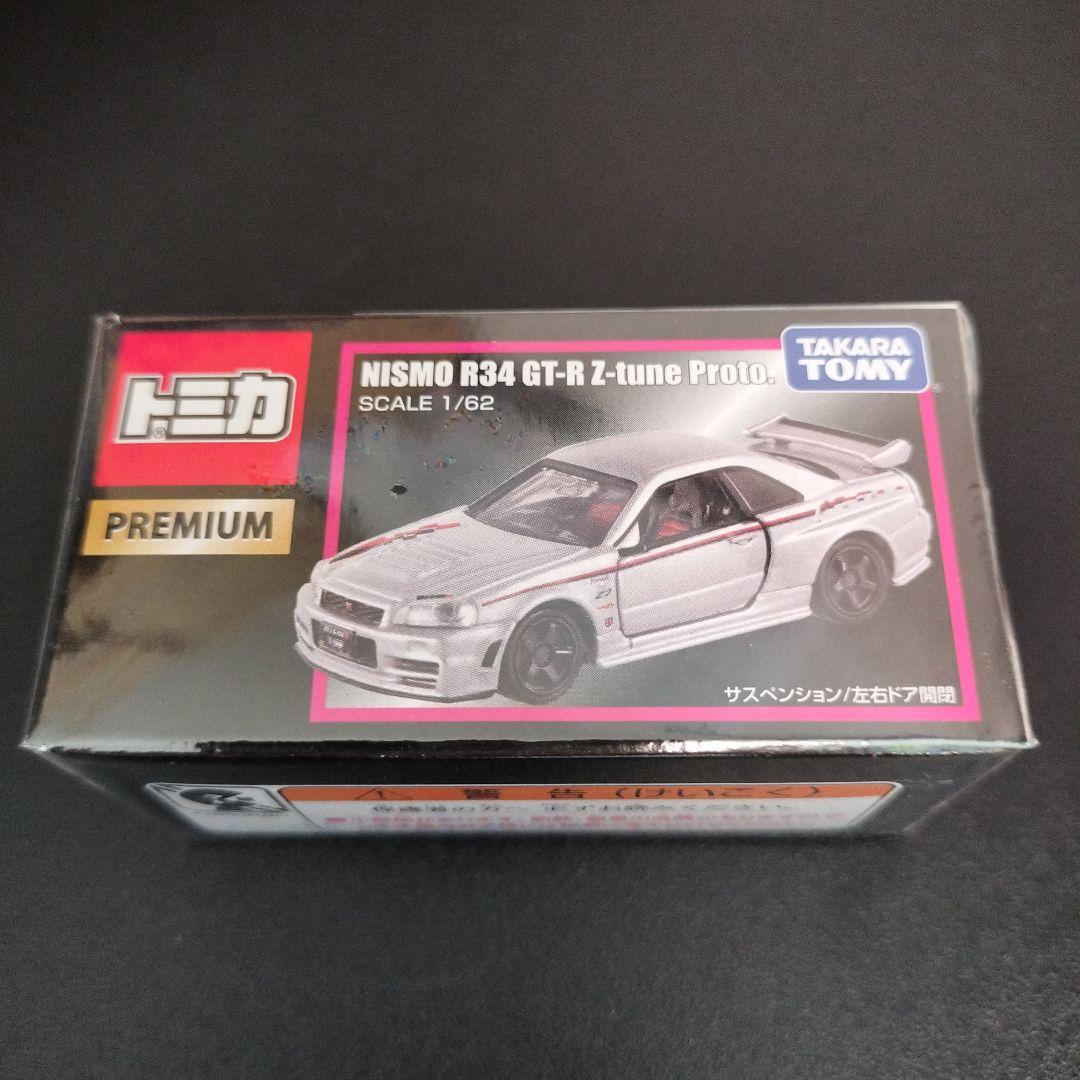 トミカ
®
PREMIUM
NISMO R34 GT-R Z-tune Proto.
SCALE 1/62
TAKARA
TOMY
サスペンション/左右ドア開閉
⚠ 警告 (けいこく)